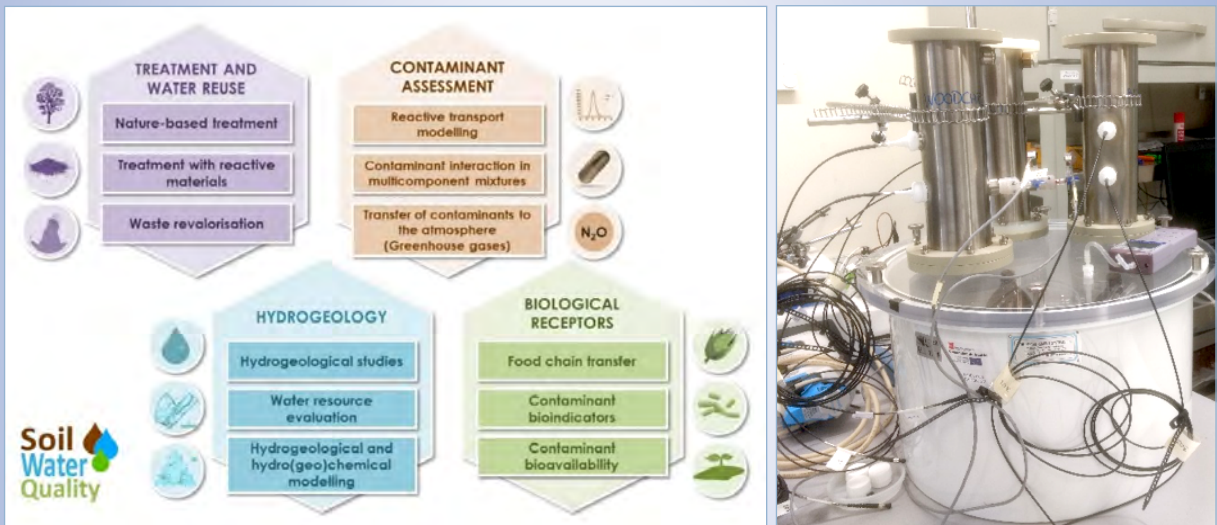 TREATMENT AND
WATER REUSE
Nature-based treatment
Treatment with reactive
materials
Waste revalorisation
CONTAMINANT
ASSESSMENT
Reactive transport
modelling
Contaminant interaction in
multicomponent mixtures
Transfer of contaminants to
the atmosphere
(Greenhouse gases)
N₂O
HYDROGEOLOGY
Hydrogeological studies
Water resource
evaluation
Hydrogeological and
hydro(geo)chemical
modelling
BIOLOGICAL
RECEPTORS
Food chain transfer
Contaminant
bioindicators
Contaminant
bioavailability
Soil
Water
Quality